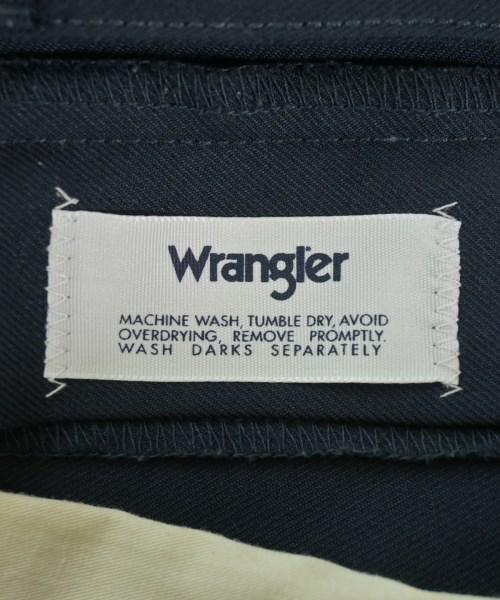 Wrangler
MACHINE WASH, TUMBLE DRY, AVOID
OVERDRYING, REMOVE PROMPTLY.
WASH DARKS SEPARATELY